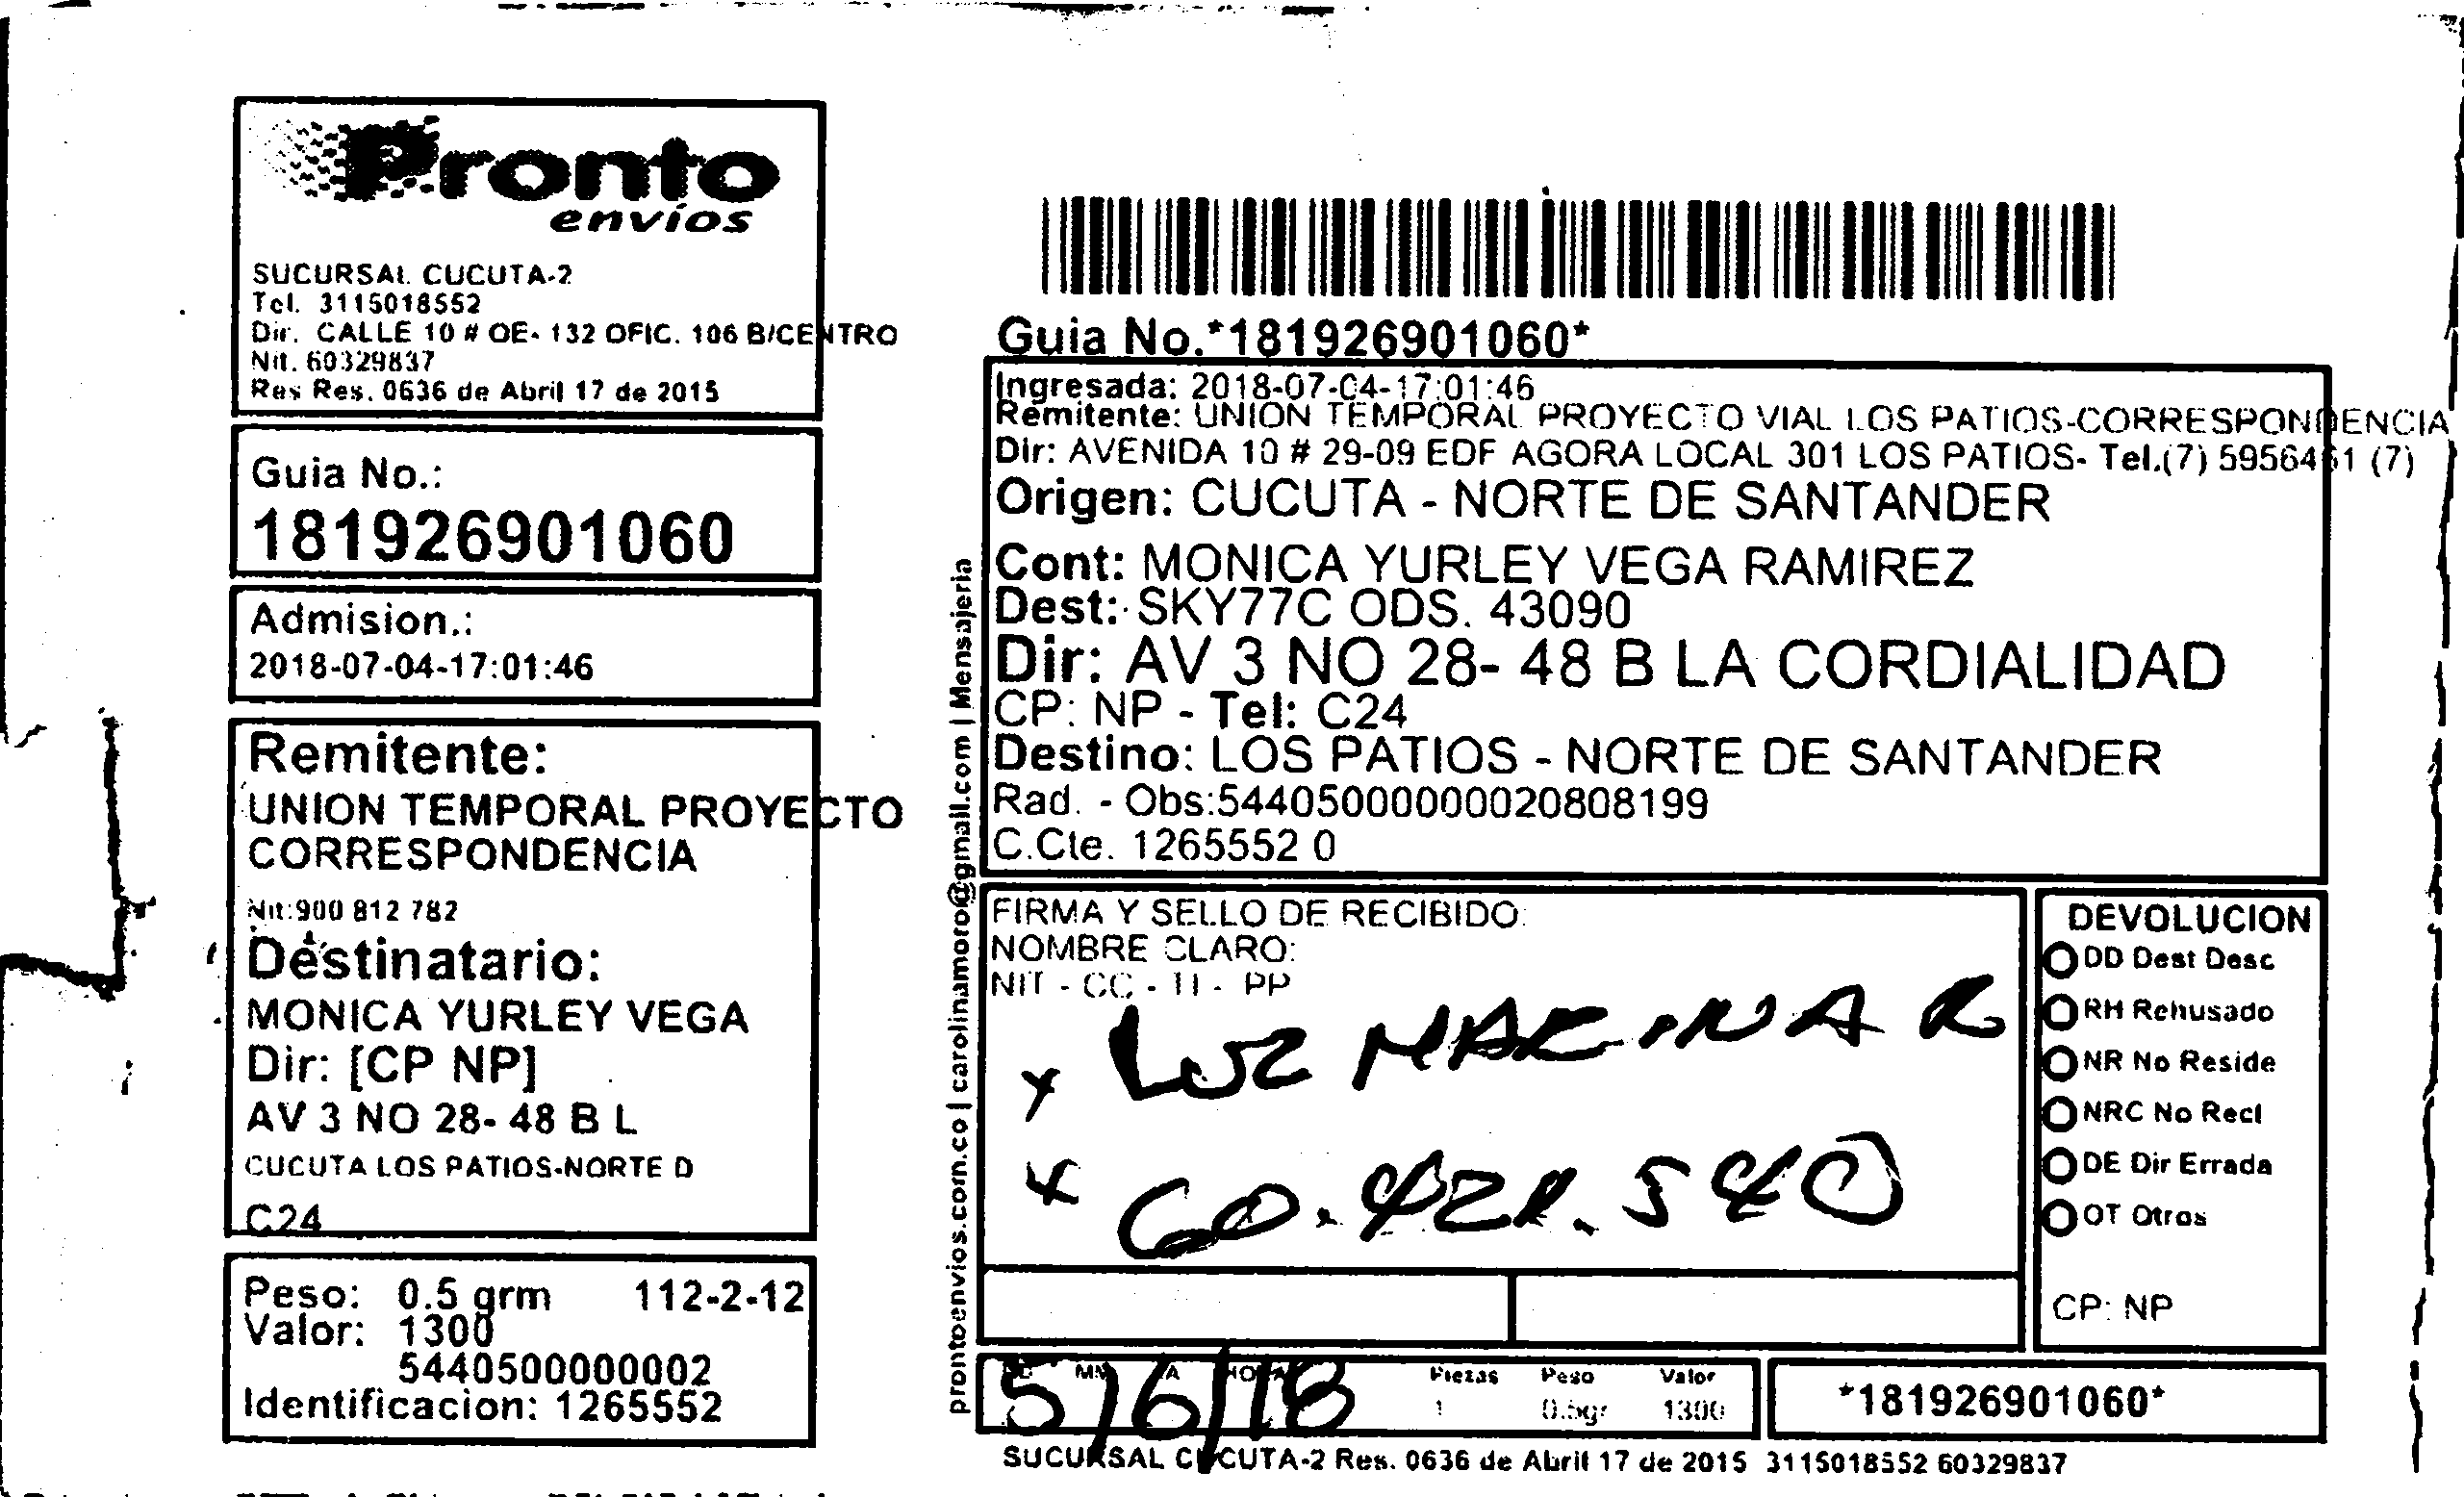 Pronto
envíos
SUCURSAL CUCUTA-2
Tel. 3115018552
Dir. CALLE 10 # OE- 132 OFIC. 106 B/CENTRO
Nit. 60329837
Res Res. 0636 de Abril 17 de 2015
Guia No.:
181926901060
Admision.:
2018-07-04-17:01:46
Remitente:
UNION TEMPORAL PROYECTO
CORRESPONDENCIA
Nit:900 812 782
Destinatario:
MONICA YURLEY VEGA
Dir: [CP NP]
AV 3 NO 28- 48 B L
CUCUTA LOS PATIOS-NORTE D
C24
Peso: 0.5 grm 112-2-12
Valor: 1300
5440500000002
Identificacion: 1265552
prontoenvios.com.co | carolinamoro@gmail.com | Mensajeria
Guia No.*181926901060*
Ingresada: 2018-07-04-17:01:46
Remitente: UNION TEMPORAL PROYECTO VIAL LOS PATIOS-CORRESPONDENCIA
Dir: AVENIDA 10 # 29-09 EDF AGORA LOCAL 301 LOS PATIOS- Tel.(7) 5956461 (7)
Origen: CUCUTA - NORTE DE SANTANDER
Cont: MONICA YURLEY VEGA RAMIREZ
Dest: SKY77C ODS. 43090
Dir: AV 3 NO 28- 48 B LA CORDIALIDAD
CP: NP - Tel: C24
Destino: LOS PATIOS - NORTE DE SANTANDER
Rad. - Obs:544050000000020808199
C.Cte. 1265552 0
FIRMA Y SELLO DE RECIBIDO:
NOMBRE CLARO:
NIT - CC - TI - PP
x LUZ MARINA R
x 60.421.540
DEVOLUCION
DD Dest Desc
RH Rehusado
NR No Reside
NRC No Recl
DE Dir Errada
OT Otros
CP: NP
5/6/18
Piezas Peso Valor
1 0.5gr 1300
*181926901060*
SUCURSAL CUCUTA-2 Res. 0636 de Abril 17 de 2015 3115018552 60329837